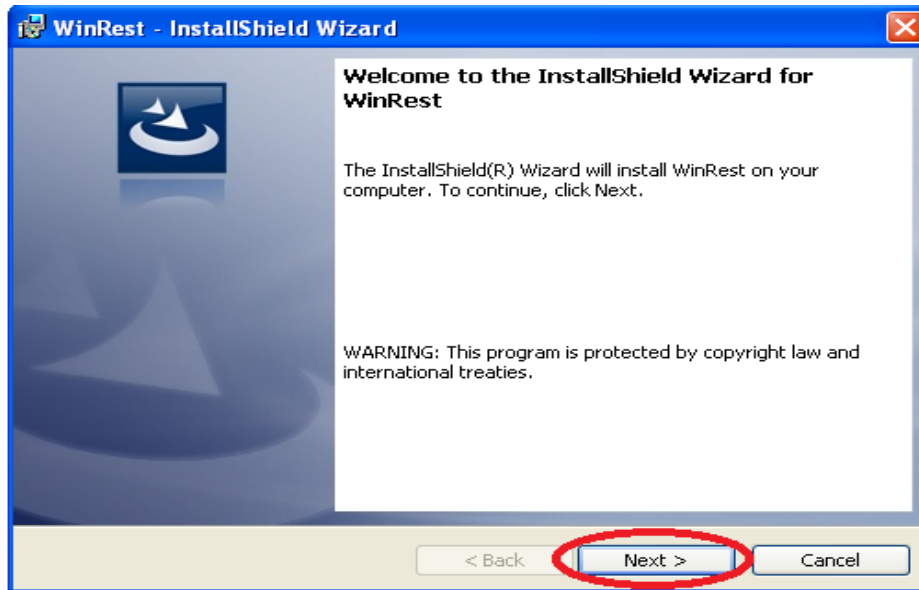 WinRest - InstallShield Wizard
Welcome to the InstallShield Wizard for
WinRest
The InstallShield(R) Wizard will install WinRest on your
computer. To continue, click Next.
WARNING: This program is protected by copyright law and
international treaties.
< Back
Next >
Cancel